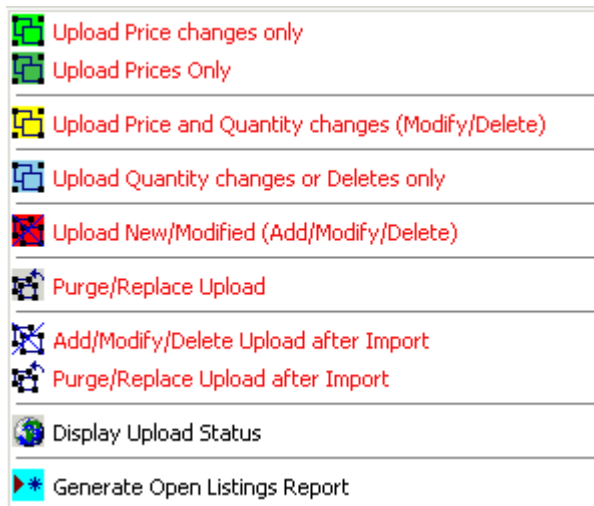 Upload Price changes only
Upload Prices Only
Upload Price and Quantity changes (Modify/Delete)
Upload Quantity changes or Deletes only
Upload New/Modified (Add/Modify/Delete)
Purge/Replace Upload
Add/Modify/Delete Upload after Import
Purge/Replace Upload after Import
Display Upload Status
Generate Open Listings Report